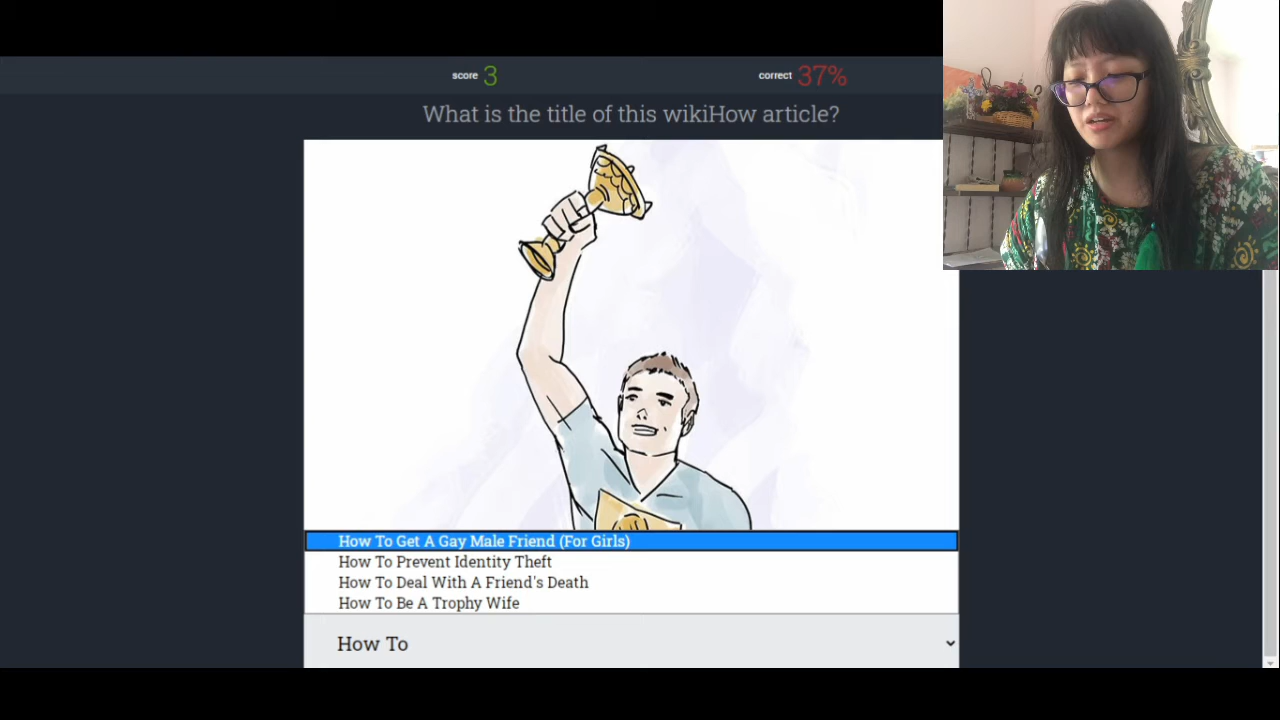 score 3
correct 37%
What is the title of this wikiHow article?
How To Get A Gay Male Friend (For Girls)
How To Prevent Identity Theft
How To Deal With A Friend's Death
How To Be A Trophy Wife
How To